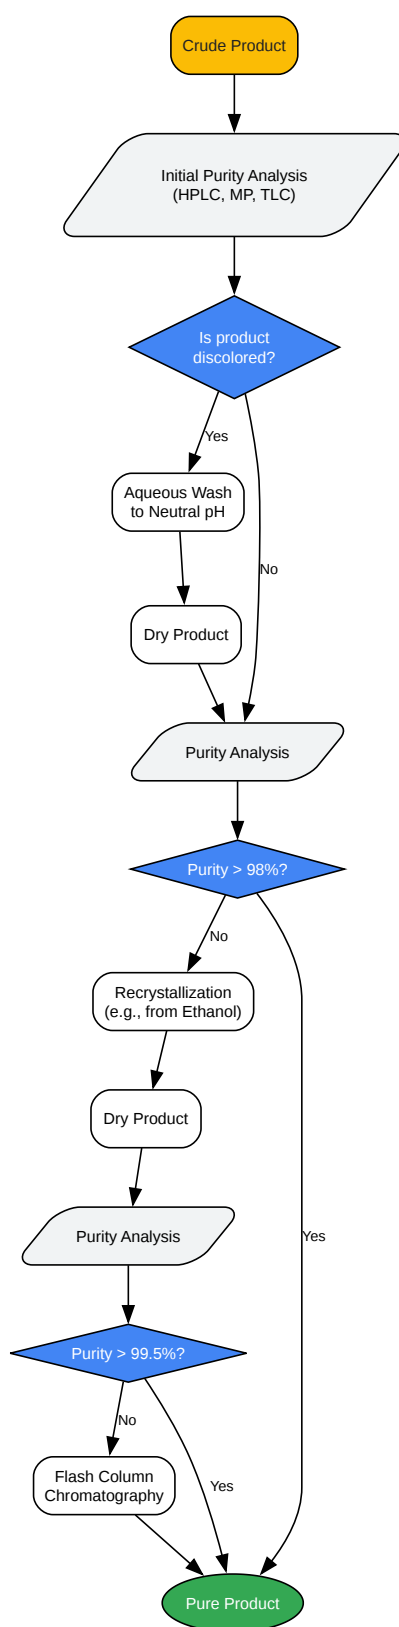 Crude Product
Initial Purity Analysis
(HPLC, MP, TLC)
Is product
discolored?
Yes
Aqueous Wash
to Neutral pH
No
Dry Product
Purity Analysis
Purity > 98%?
No
Recrystallization
(e.g., from Ethanol)
Dry Product
Purity Analysis
Yes
Purity > 99.5%?
No
Flash Column
Chromatography
Yes
Pure Product